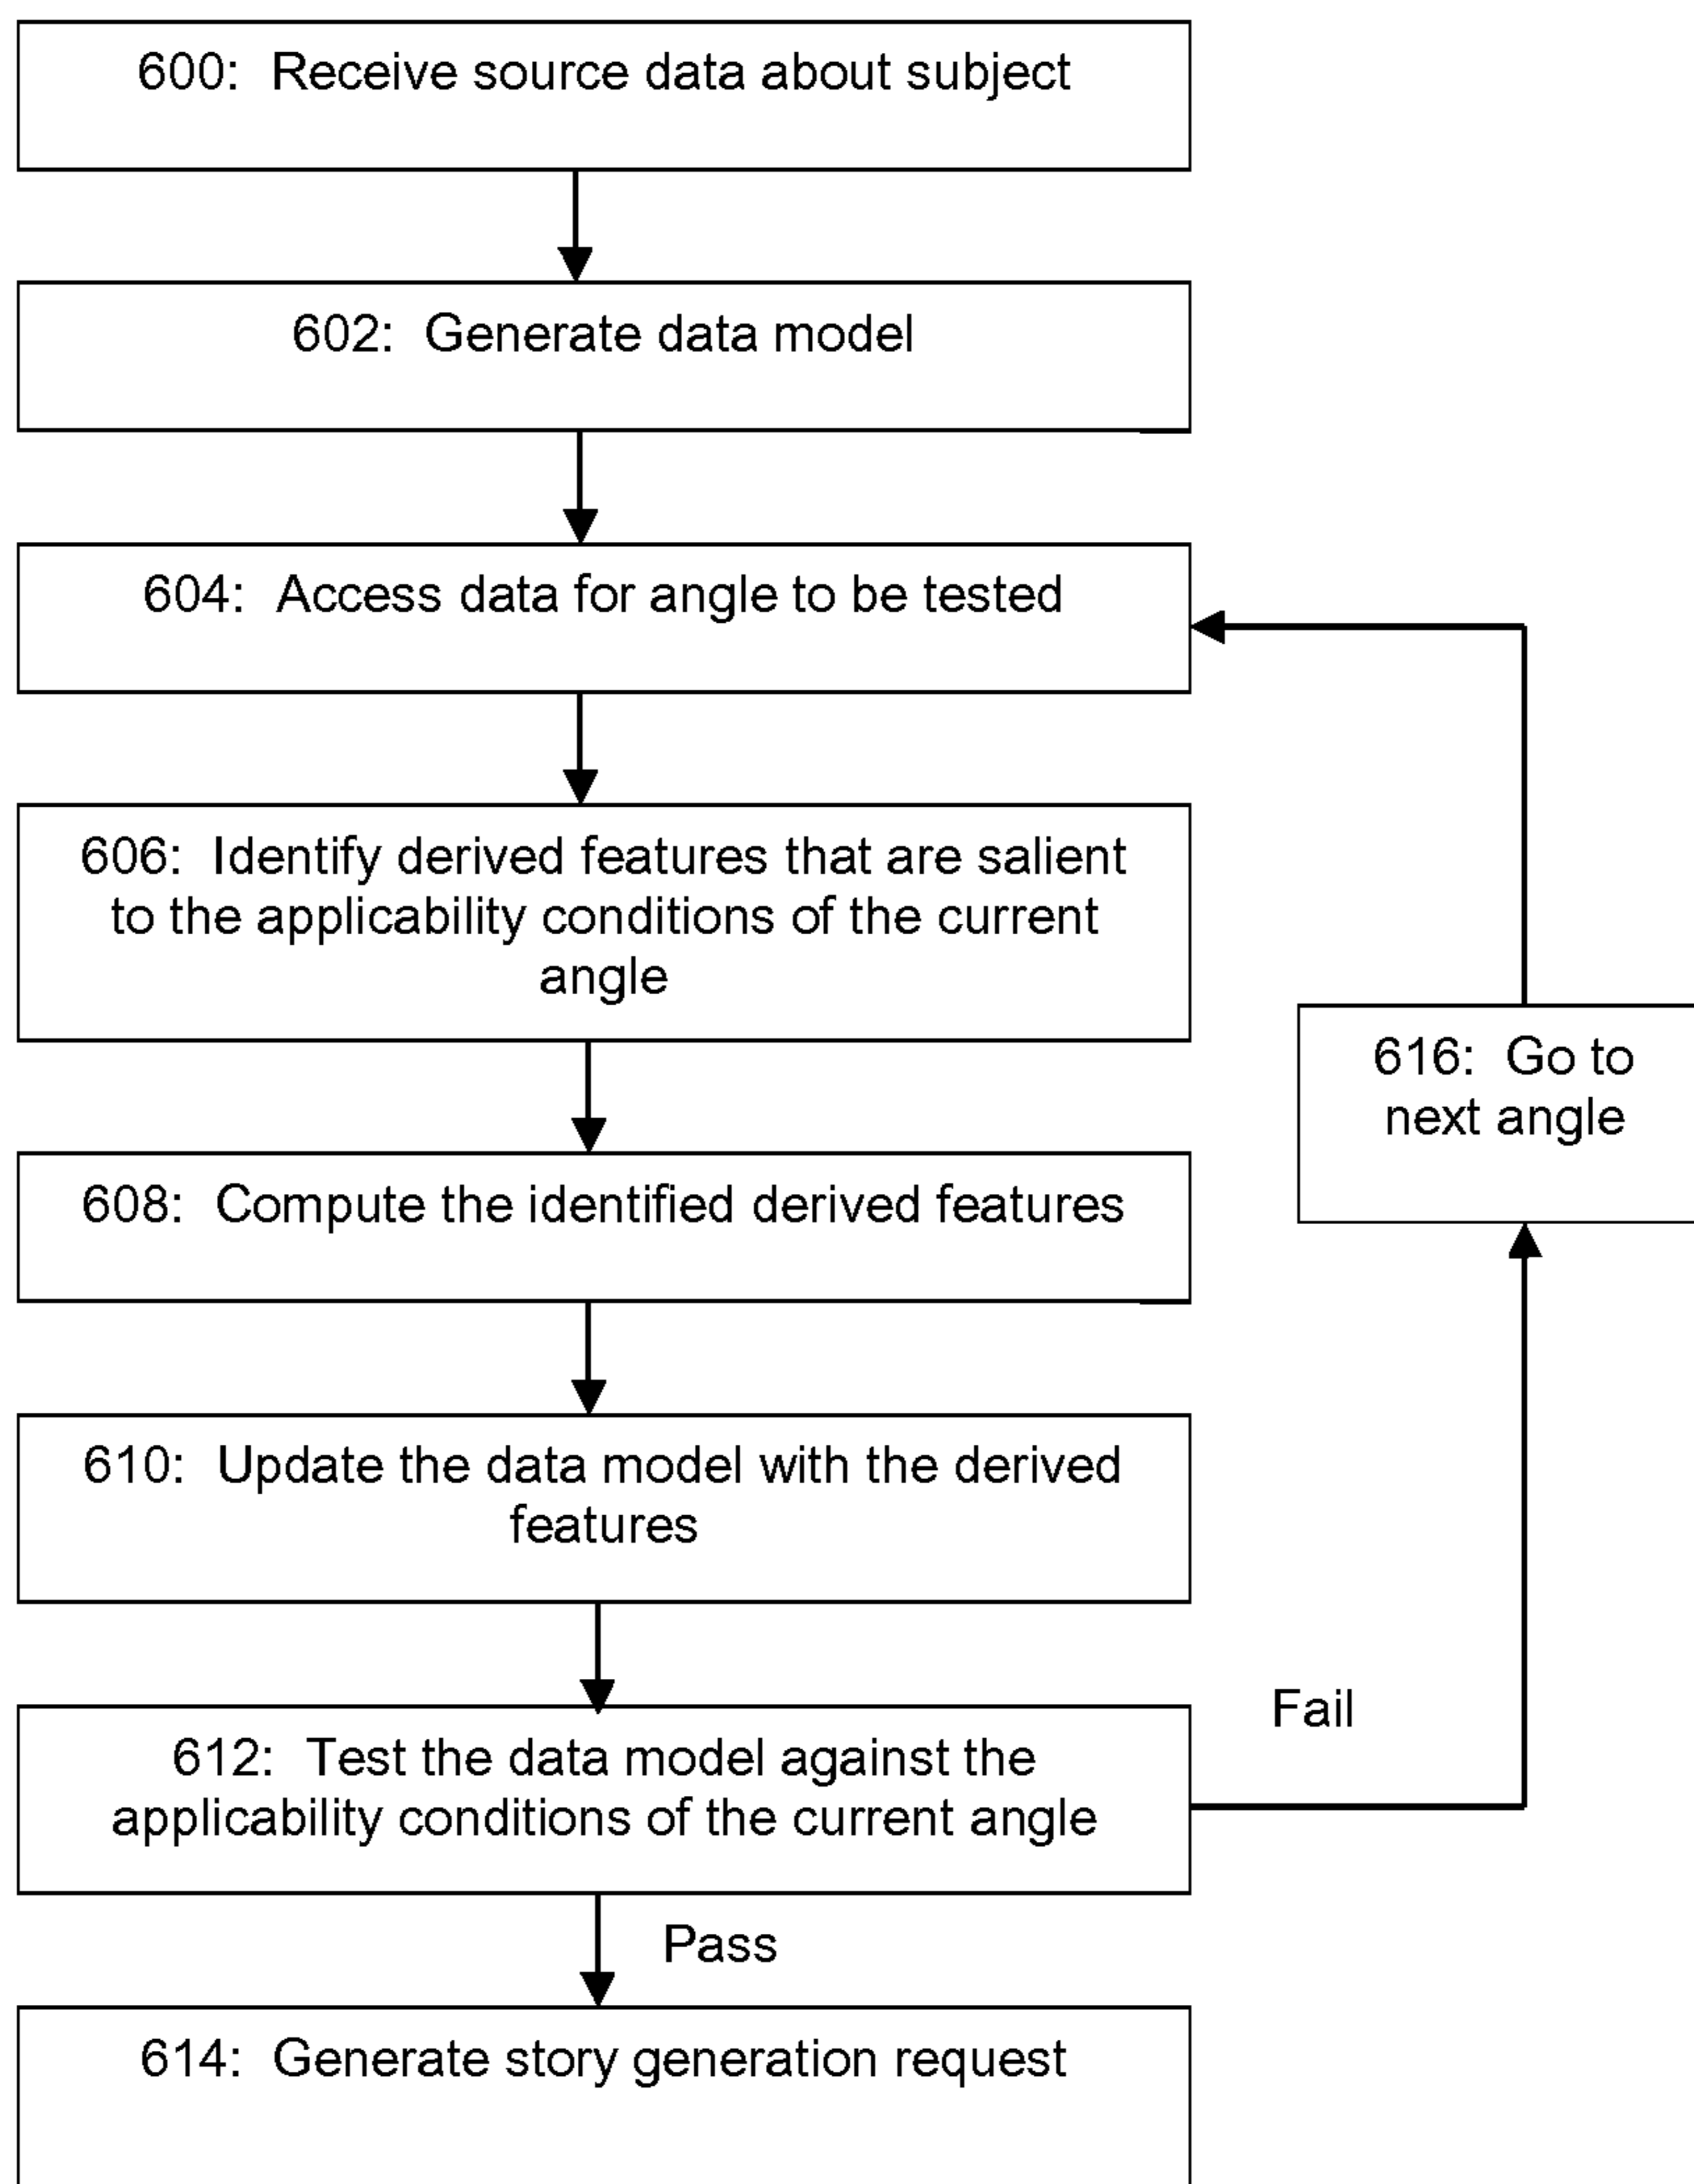 600: Receive source data about subject
602: Generate data model
604: Access data for angle to be tested
606: Identify derived features that are salient
to the applicability conditions of the current
angle
616: Go to
next angle
608: Compute the identified derived features
610: Update the data model with the derived
features
Fail
612: Test the data model against the
applicability conditions of the current angle
Pass
614: Generate story generation request